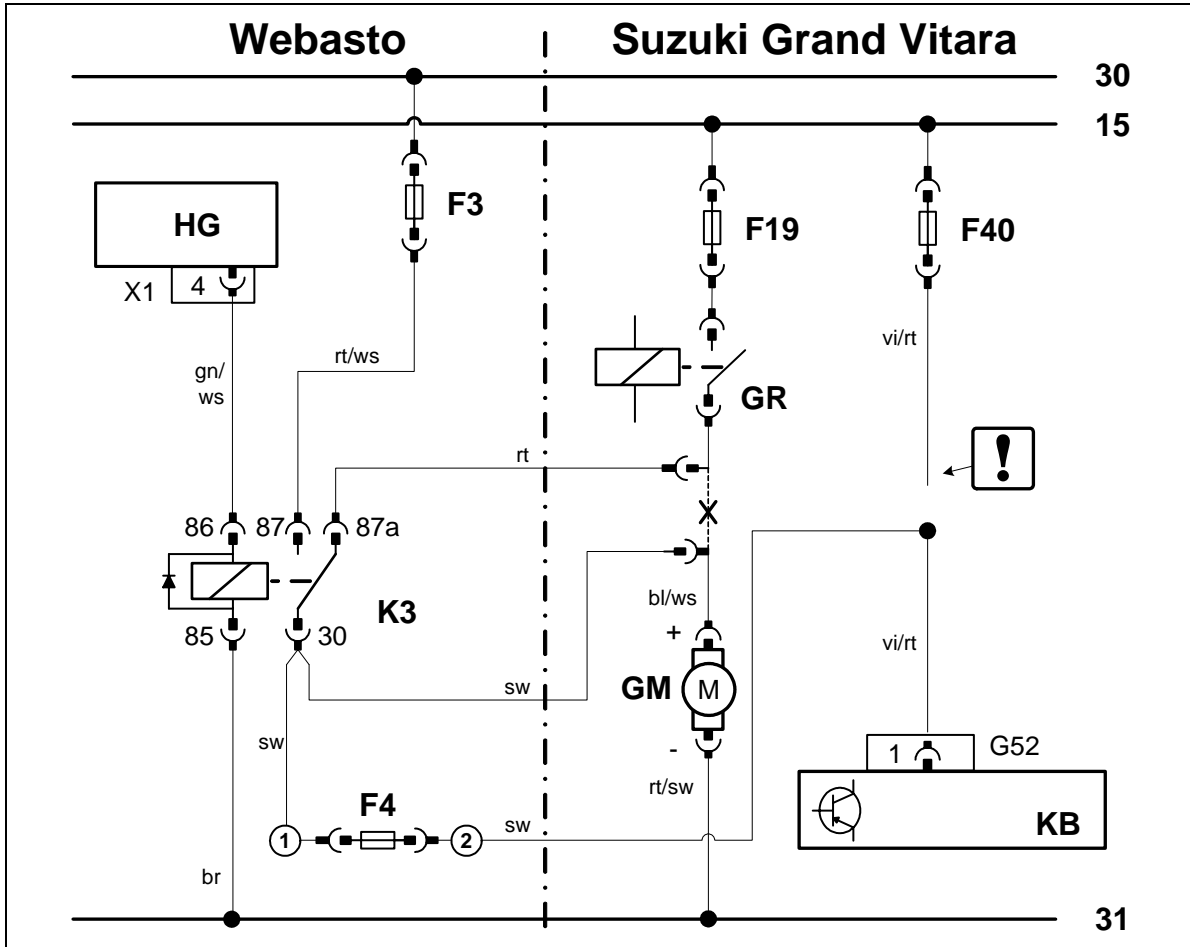 Webasto
Suzuki Grand Vitara
30
15
HG
F3
F19
F40
X1
4
rt/ws
vi/rt
gn/
ws
GR
!
rt
86
87
87a
K3
bl/ws
85
30
+
vi/rt
sw
GM
M
sw
-
1
G52
rt/sw
F4
KB
1
2
sw
br
31